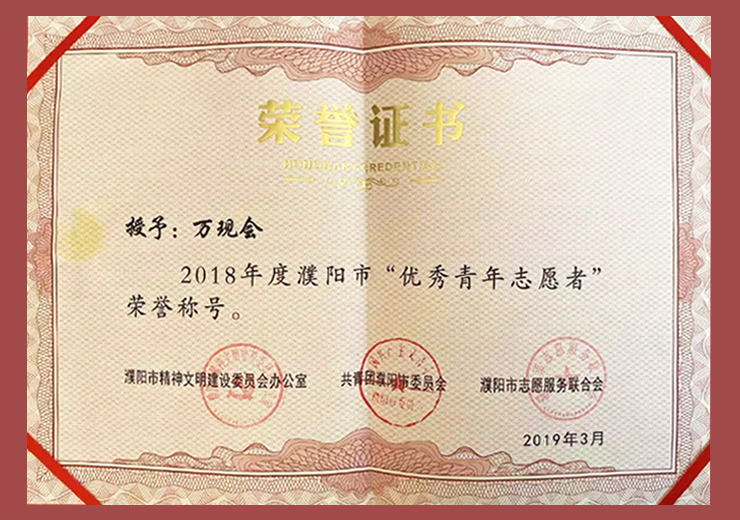 荣誉证书
授予：万现会
2018年度濮阳市“优秀青年志愿者”
荣誉称号。
濮阳市精神文明建设委员会办公室 共青团濮阳市委员会 濮阳市志愿服务联合会
2019年3月